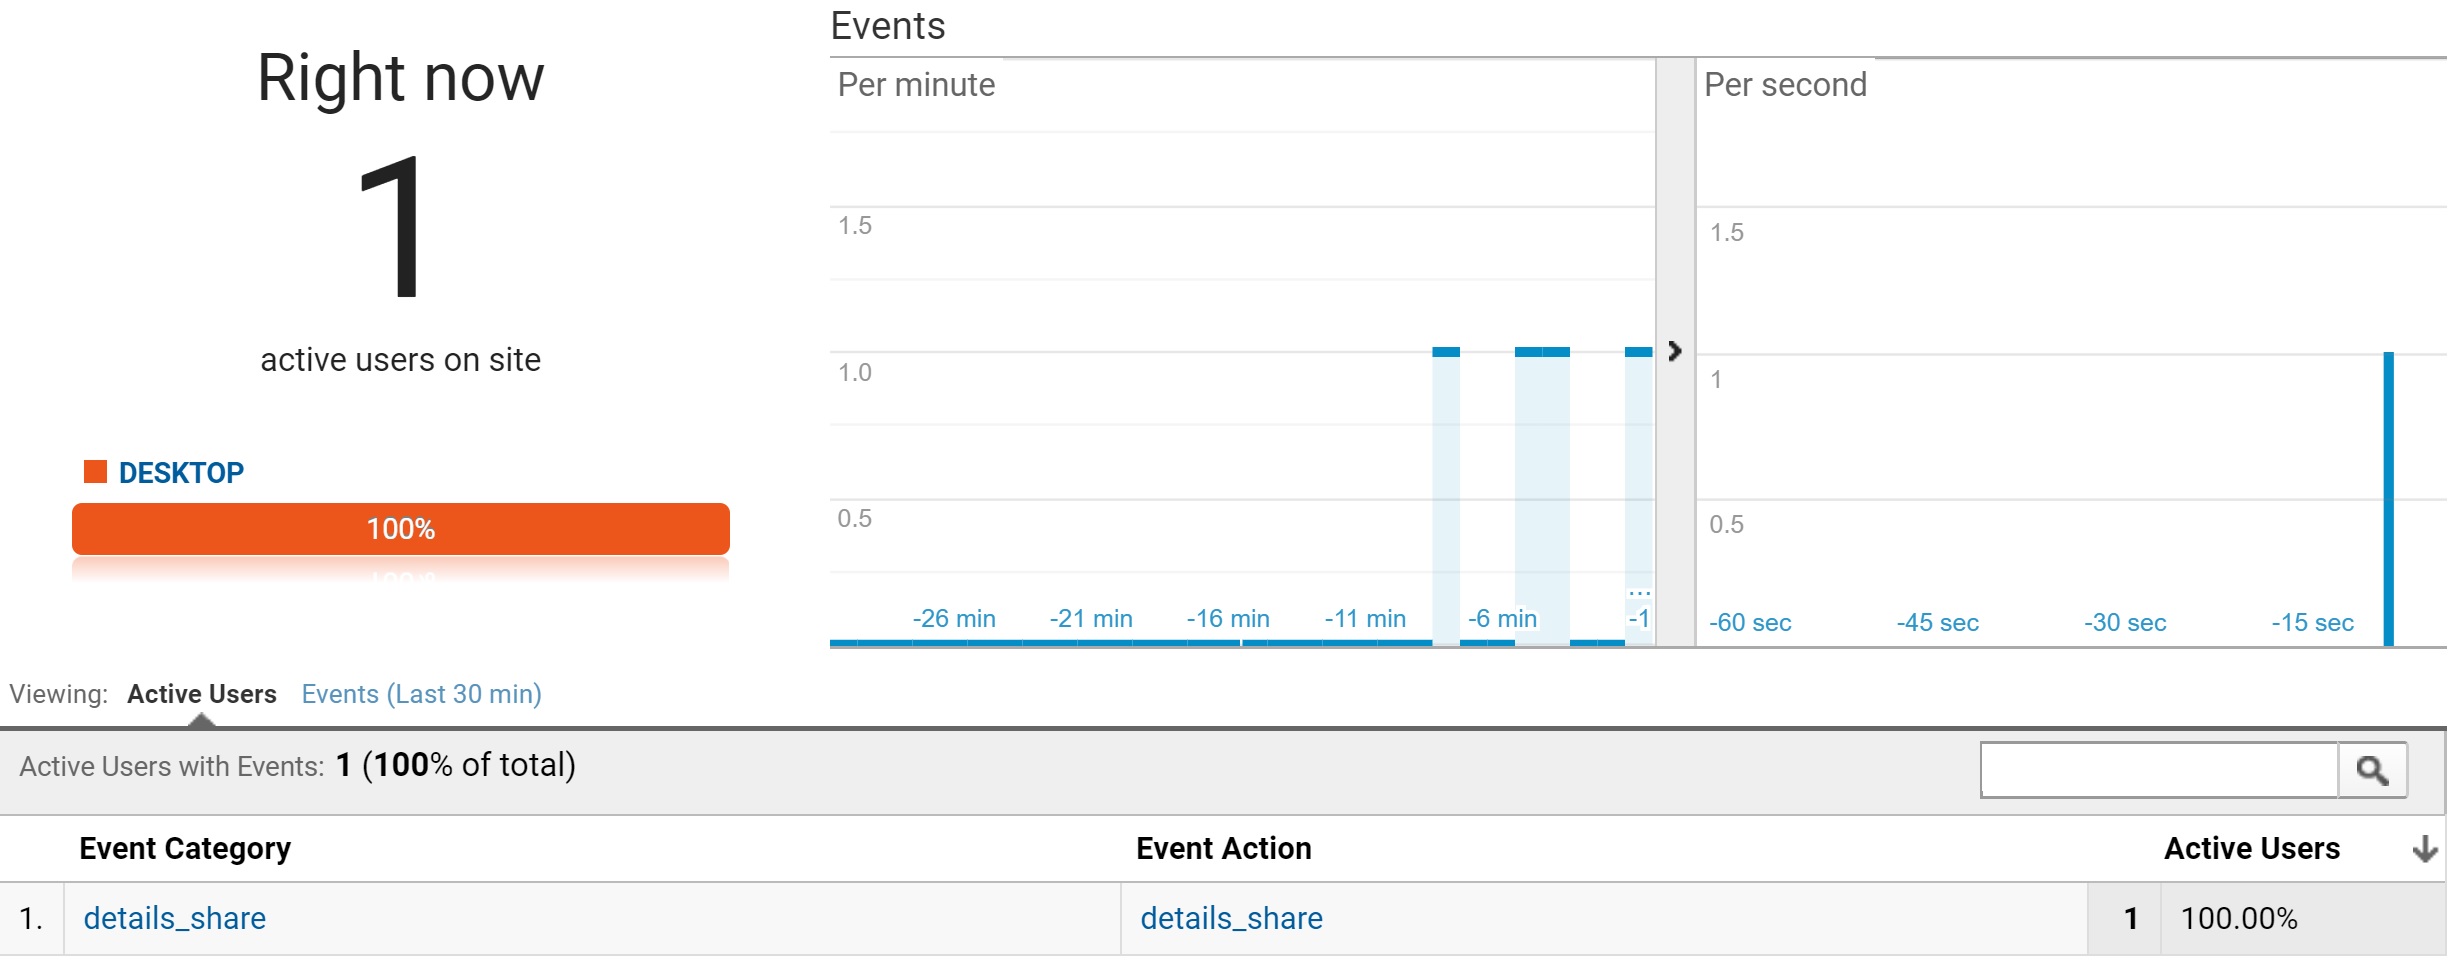 Right now
1
active users on site
DESKTOP
100%
Events
Per minute
1.5
1.0
0.5
-26 min
-21 min
-16 min
-11 min
-6 min
...
-1
Per second
1.5
1
0.5
-60 sec
-45 sec
-30 sec
-15 sec
Viewing: Active Users Events (Last 30 min)
Active Users with Events: 1 (100% of total)
Event Category Event Action Active Users
1. details_share details_share 1 100.00%